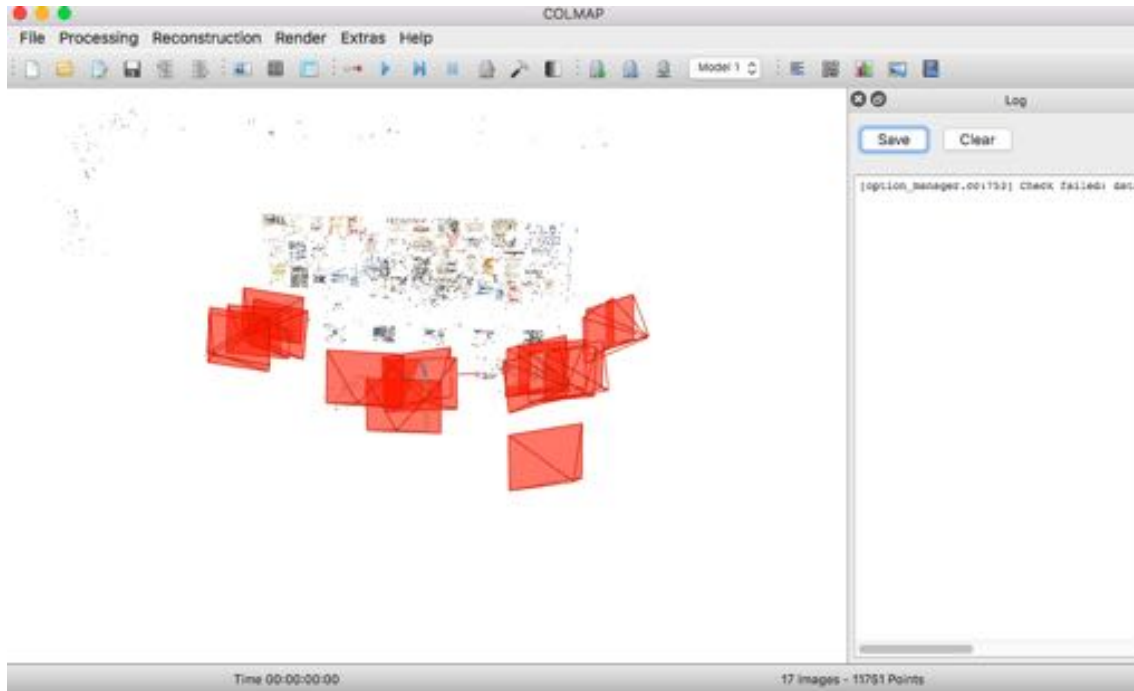 COLMAP
File Processing Reconstruction Render Extras Help
Model 1
Log
Save Clear
[option_manager.cc:753] Check failed: dat
Time 00:00:00:00
17 Images - 11761 Points